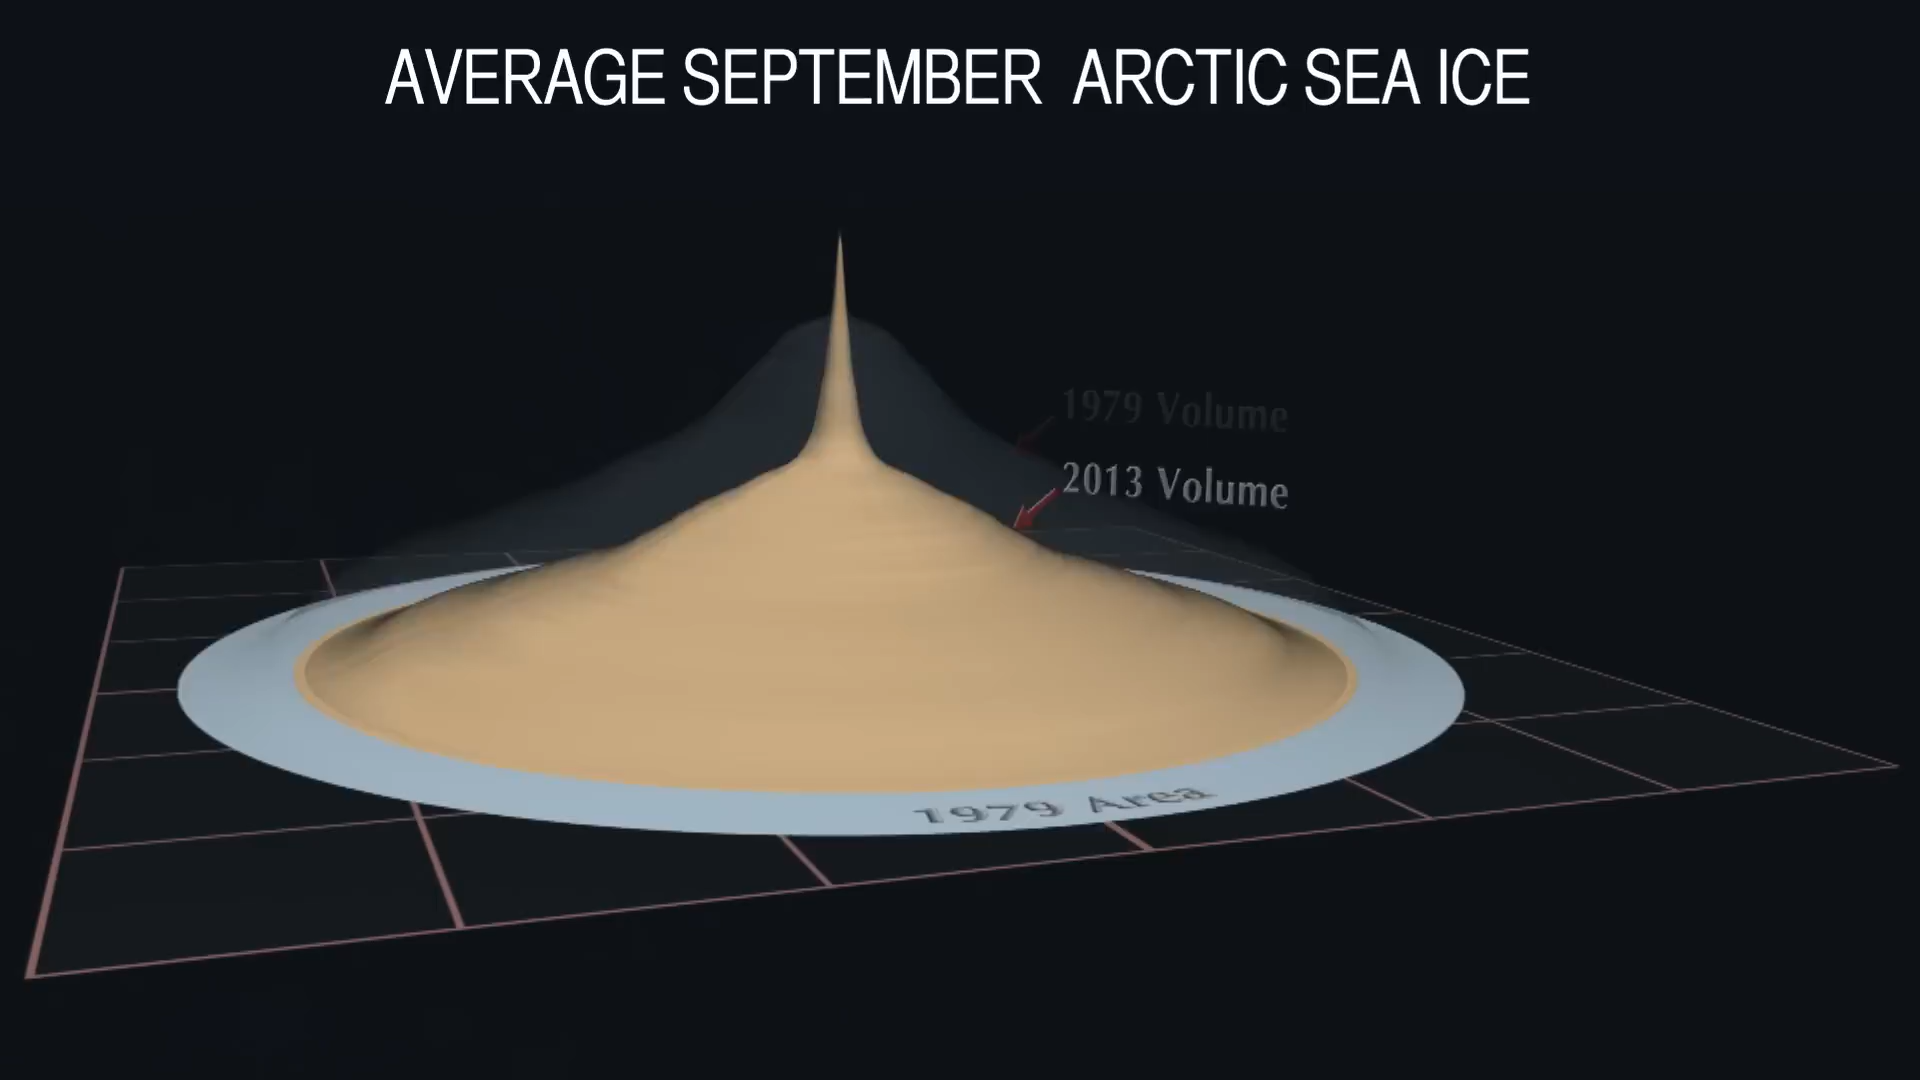 AVERAGE SEPTEMBER ARCTIC SEA ICE
1979 Volume
2013 Volume
1979 Area